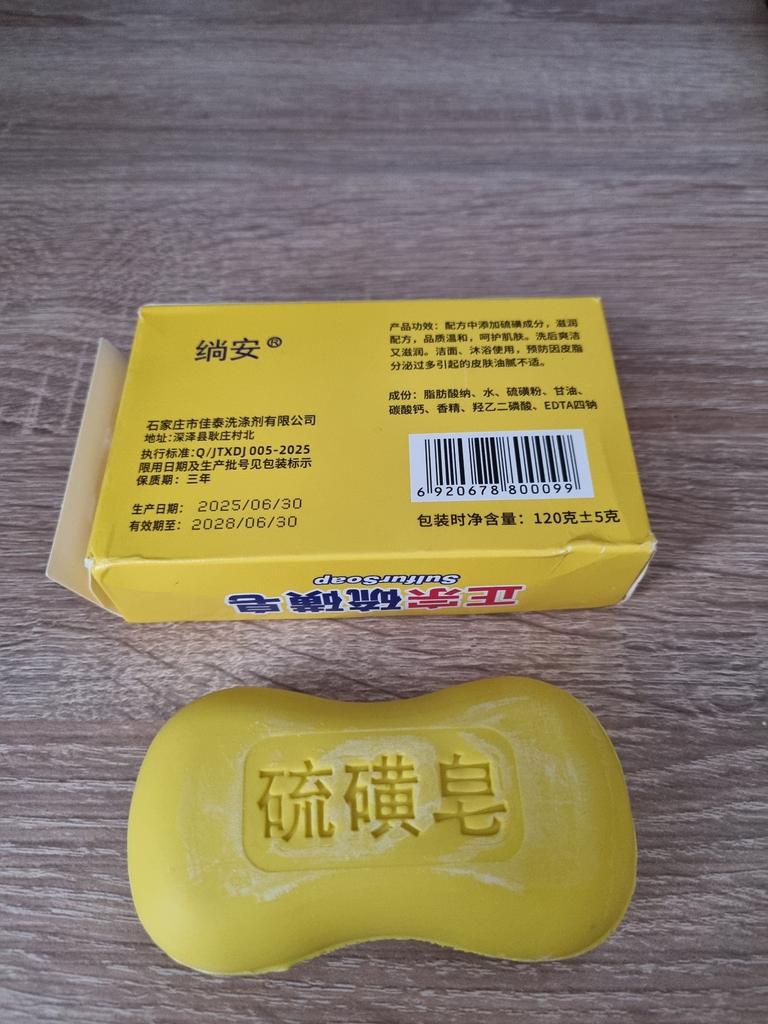 绱安®
产品功效：配方中添加硫磺成分，滋润
配方，品质温和，呵护肌肤。洗后爽洁
又滋润。洁面、沐浴使用，预防因皮脂
分泌过多引起的皮肤油腻不适。
成份：脂肪酸纳、水、硫磺粉、甘油、
碳酸钙、香精、羟乙二磷酸、EDTA四钠
石家庄市佳泰洗涤剂有限公司
地址：深泽县耿庄村北
执行标准：Q/JTXDJ 005-2025
限用日期及生产批号见包装标示
保质期：三年
生产日期： 2025/06/30
有效期至： 2028/06/30
6 920678 800099
包装时净含量：120克±5克
正宗硫磺皂
SulfurSoap
硫磺皂